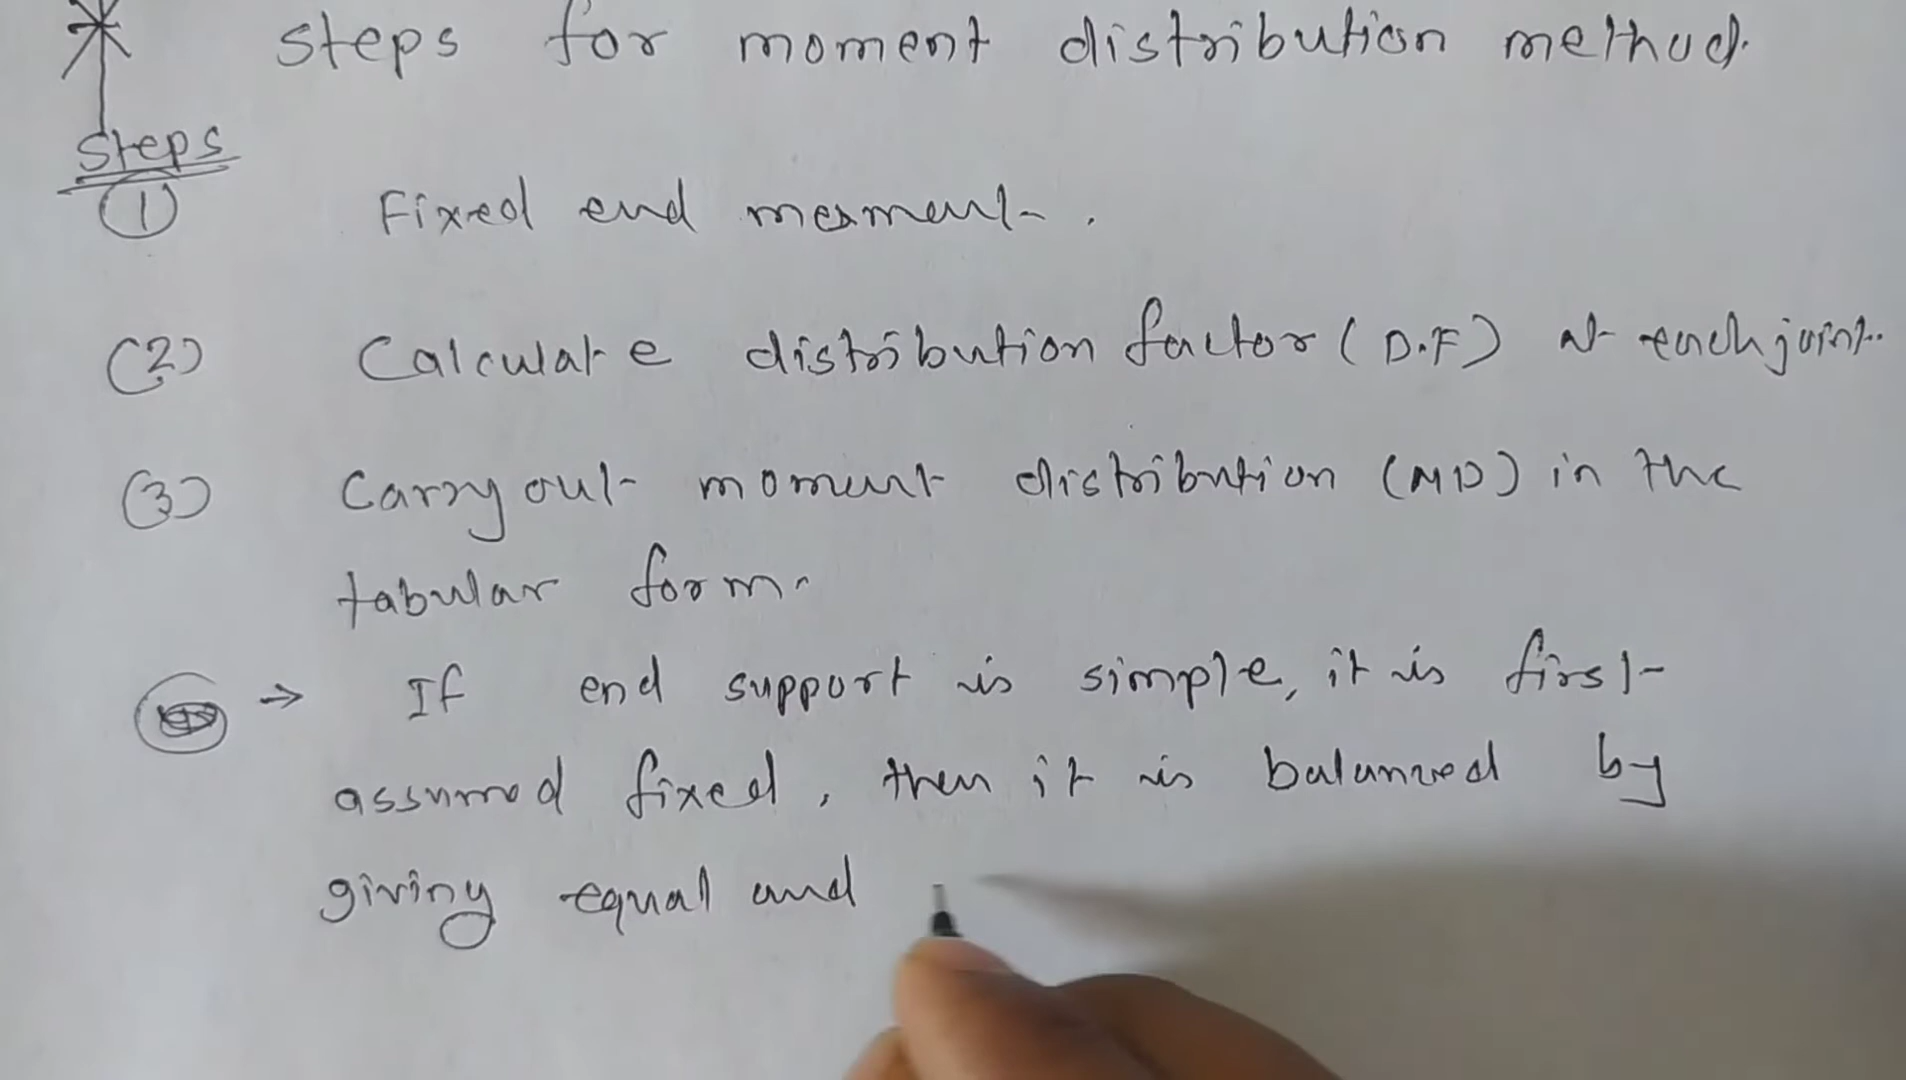 steps for moment distribution method.
Steps
(1) Fixed end moment.
(2) Calculate distribution factor (D.F) at each joint.
(3) Carryout moment distribution (MD) in the
tabular form.
→ If end support is simple, it is first
assumed fixed, then it is balanced by
giving equal and